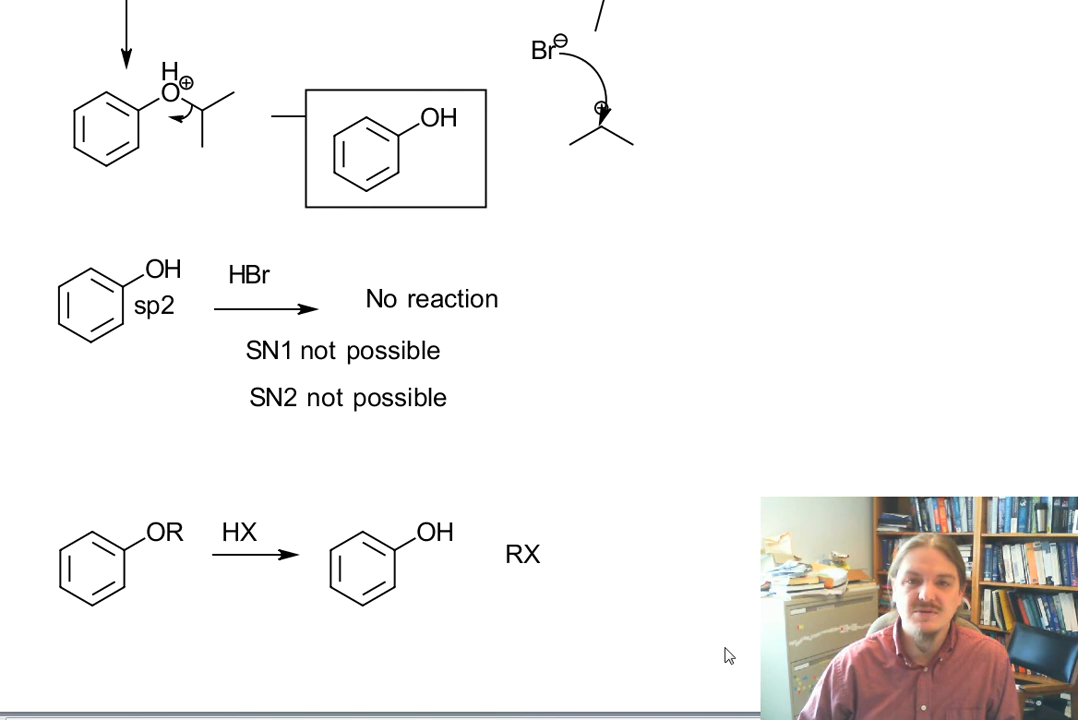 H
⊕
O
OH
Br⊖
⊕
OH
sp2
HBr
No reaction
SN1 not possible
SN2 not possible
OR
HX
OH
RX